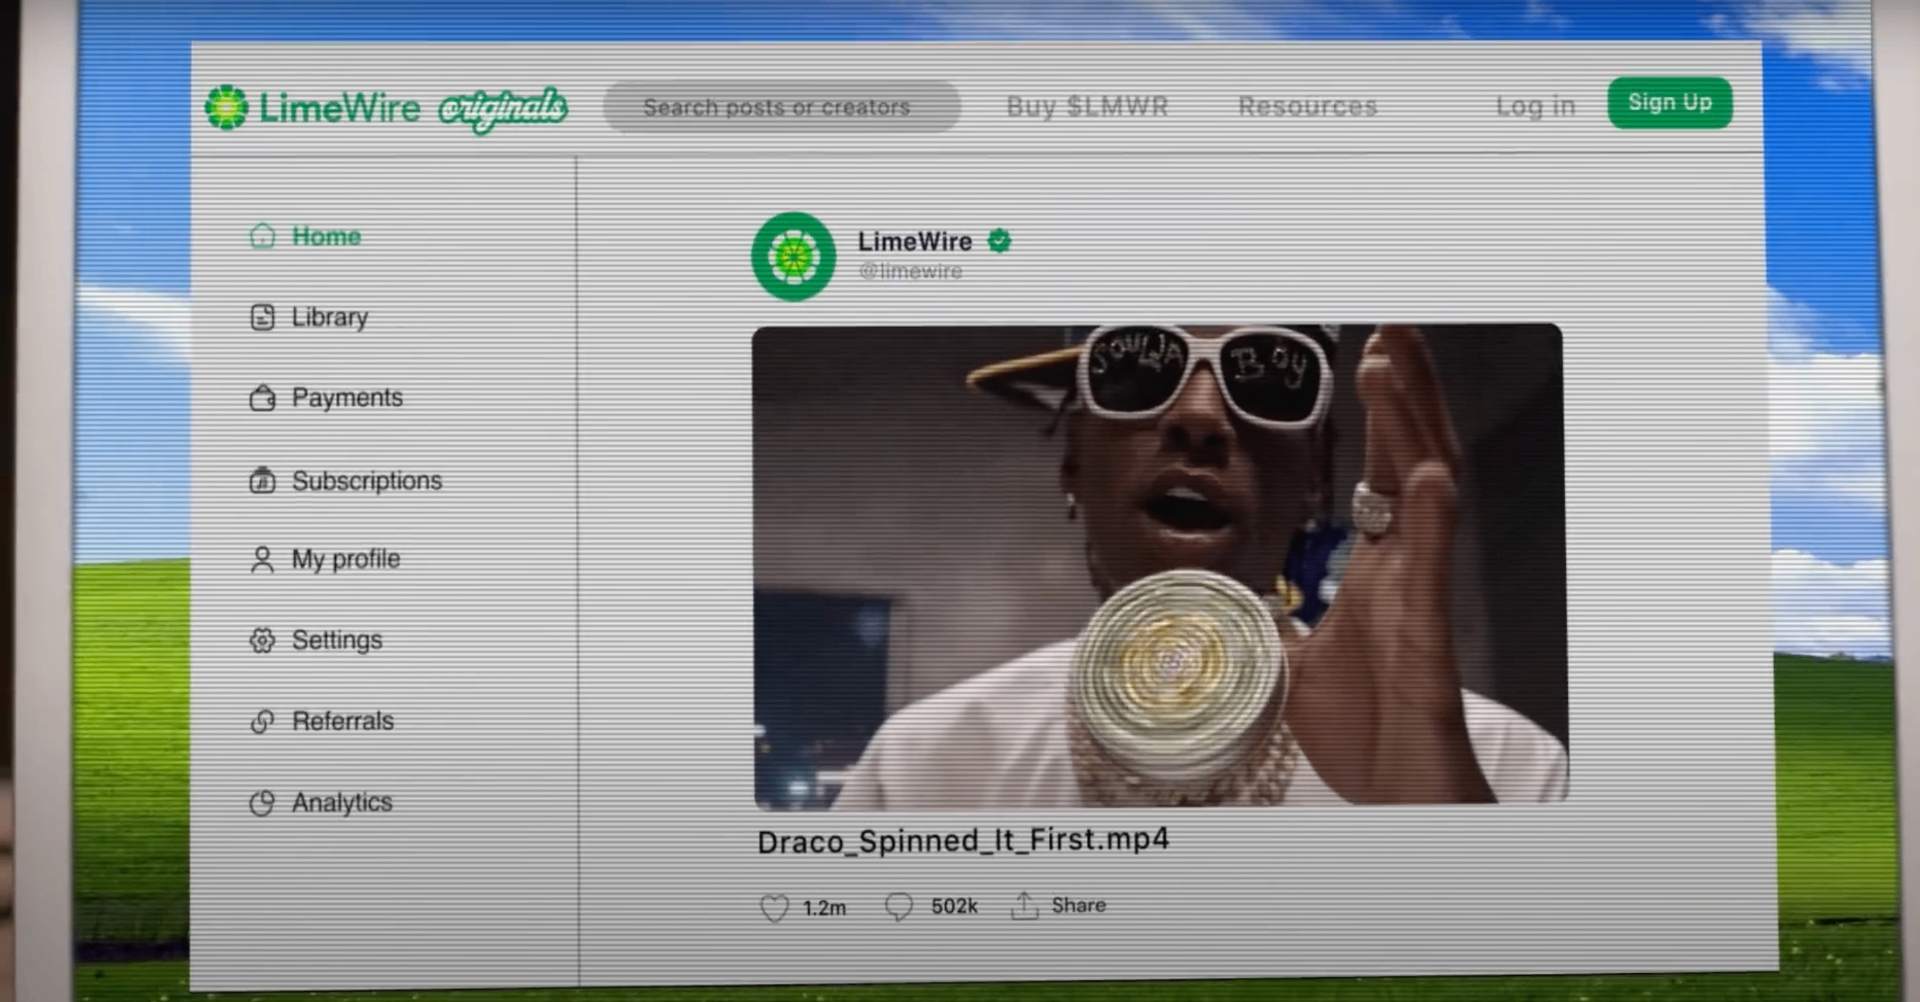 LimeWire originals
Search posts or creators
Buy $LMWR
Resources
Log in
Sign Up
Home
Library
Payments
Subscriptions
My profile
Settings
Referrals
Analytics
LimeWire
@limewire
SOULJA Boy
Draco_Spinned_It_First.mp4
1.2m
502k
Share